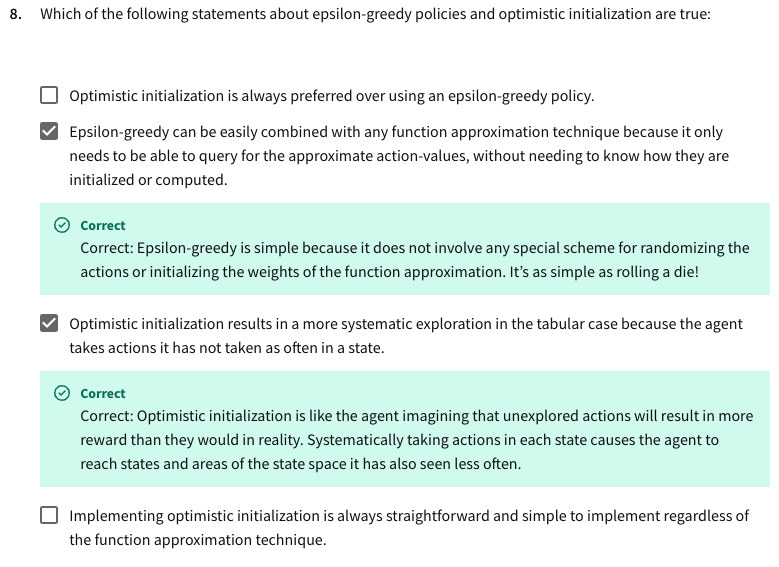 8. Which of the following statements about epsilon-greedy policies and optimistic initialization are true:
Optimistic initialization is always preferred over using an epsilon-greedy policy.
Epsilon-greedy can be easily combined with any function approximation technique because it only
needs to be able to query for the approximate action-values, without needing to know how they are
initialized or computed.
Correct
Correct: Epsilon-greedy is simple because it does not involve any special scheme for randomizing the
actions or initializing the weights of the function approximation. It’s as simple as rolling a die!
Optimistic initialization results in a more systematic exploration in the tabular case because the agent
takes actions it has not taken as often in a state.
Correct
Correct: Optimistic initialization is like the agent imagining that unexplored actions will result in more
reward than they would in reality. Systematically taking actions in each state causes the agent to
reach states and areas of the state space it has also seen less often.
Implementing optimistic initialization is always straightforward and simple to implement regardless of
the function approximation technique.